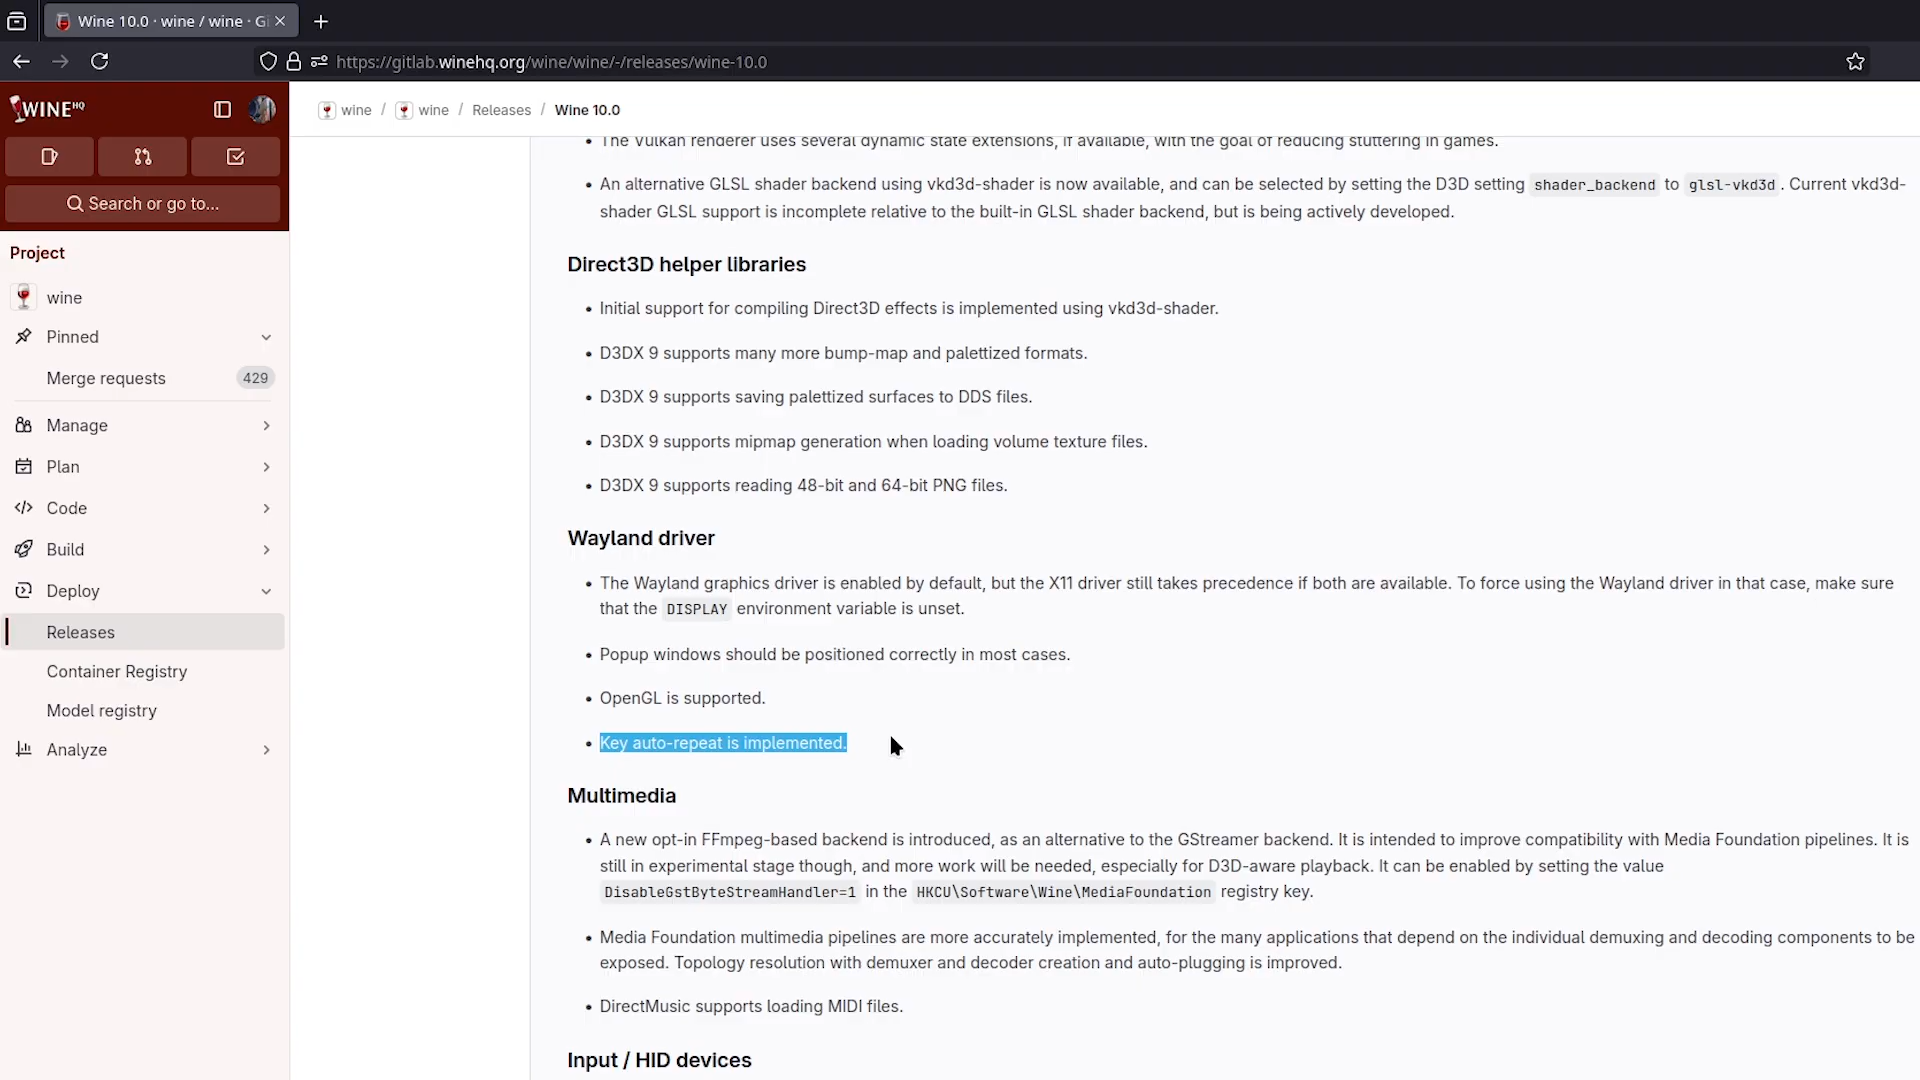 Wine 10.0 · wine / wine · Gi
https://gitlab.winehq.org/wine/wine/-/releases/wine-10.0
WINE HQ
wine / wine / Releases / Wine 10.0
Search or go to...
Project
wine
Pinned
Merge requests 429
Manage
Plan
Code
Build
Deploy
Releases
Container Registry
Model registry
Analyze
• The Vulkan renderer uses several dynamic state extensions, if available, with the goal of reducing stuttering in games.
• An alternative GLSL shader backend using vkd3d-shader is now available, and can be selected by setting the D3D setting shader_backend to glsl-vkd3d. Current vkd3d-
shader GLSL support is incomplete relative to the built-in GLSL shader backend, but is being actively developed.
Direct3D helper libraries
• Initial support for compiling Direct3D effects is implemented using vkd3d-shader.
• D3DX 9 supports many more bump-map and palettized formats.
• D3DX 9 supports saving palettized surfaces to DDS files.
• D3DX 9 supports mipmap generation when loading volume texture files.
• D3DX 9 supports reading 48-bit and 64-bit PNG files.
Wayland driver
• The Wayland graphics driver is enabled by default, but the X11 driver still takes precedence if both are available. To force using the Wayland driver in that case, make sure
that the DISPLAY environment variable is unset.
• Popup windows should be positioned correctly in most cases.
• OpenGL is supported.
• Key auto-repeat is implemented.
Multimedia
• A new opt-in FFmpeg-based backend is introduced, as an alternative to the GStreamer backend. It is intended to improve compatibility with Media Foundation pipelines. It is
still in experimental stage though, and more work will be needed, especially for D3D-aware playback. It can be enabled by setting the value
DisableGstByteStreamHandler=1 in the HKCU\Software\Wine\MediaFoundation registry key.
• Media Foundation multimedia pipelines are more accurately implemented, for the many applications that depend on the individual demuxing and decoding components to be
exposed. Topology resolution with demuxer and decoder creation and auto-plugging is improved.
• DirectMusic supports loading MIDI files.
Input / HID devices